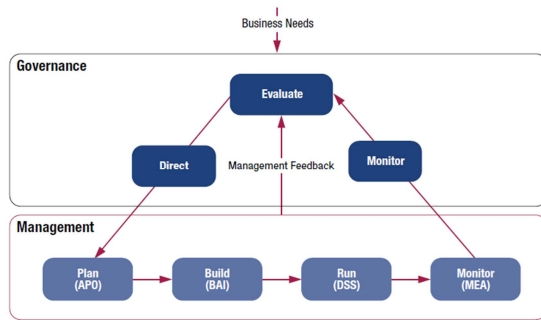 Business Needs
Governance
Evaluate
Direct
Management Feedback
Monitor
Management
Plan
(APO)
Build
(BAI)
Run
(DSS)
Monitor
(MEA)